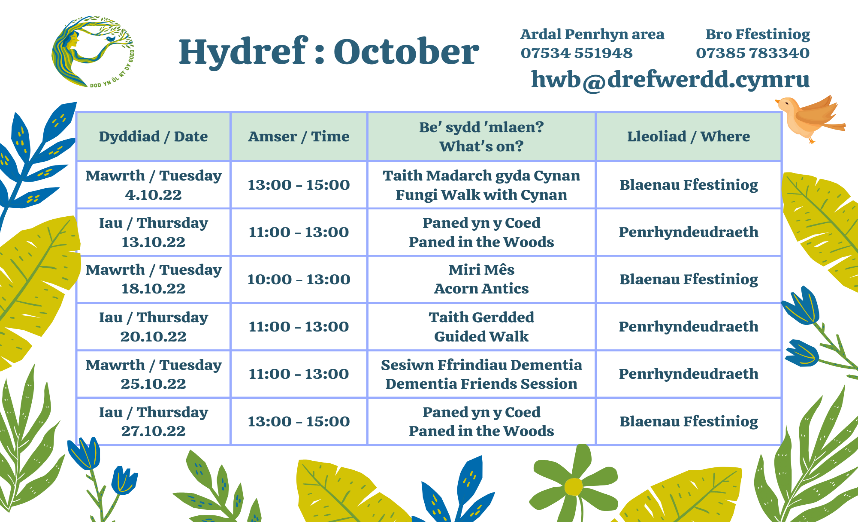 DOD YN ÔL AT DY GOED
Hydref : October
Ardal Penrhyn area
07534 551948
Bro Ffestiniog
07385 783340
hwb@drefwerdd.cymru
Dyddiad / Date
Amser / Time
Be' sydd 'mlaen?
What's on?
Lleoliad / Where
Mawrth / Tuesday
4.10.22
13:00 - 15:00
Taith Madarch gyda Cynan
Fungi Walk with Cynan
Blaenau Ffestiniog
Iau / Thursday
13.10.22
11:00 - 13:00
Paned yn y Coed
Paned in the Woods
Penrhyndeudraeth
Mawrth / Tuesday
18.10.22
10:00 - 13:00
Miri Mês
Acorn Antics
Blaenau Ffestiniog
Iau / Thursday
20.10.22
11:00 - 13:00
Taith Gerdded
Guided Walk
Penrhyndeudraeth
Mawrth / Tuesday
25.10.22
11:00 - 13:00
Sesiwn Ffrindiau Dementia
Dementia Friends Session
Penrhyndeudraeth
Iau / Thursday
27.10.22
13:00 - 15:00
Paned yn y Coed
Paned in the Woods
Blaenau Ffestiniog